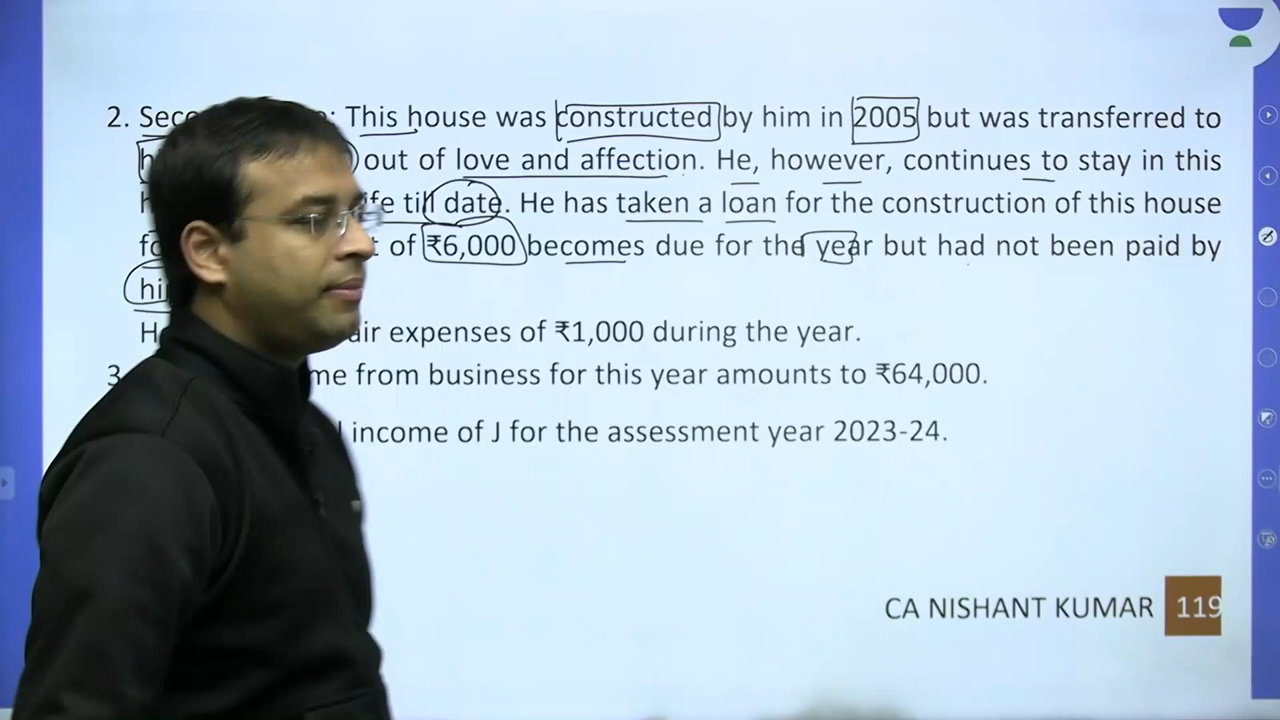 2. : This house was constructed by him in 2005 but was transferred to
out of love and affection. He, however, continues to stay in this
till date. He has taken a loan for the construction of this house
of ₹6,000 becomes due for the year but had not been paid by
expenses of ₹1,000 during the year.
from business for this year amounts to ₹64,000.
income of J for the assessment year 2023-24.
CA NISHANT KUMAR 119